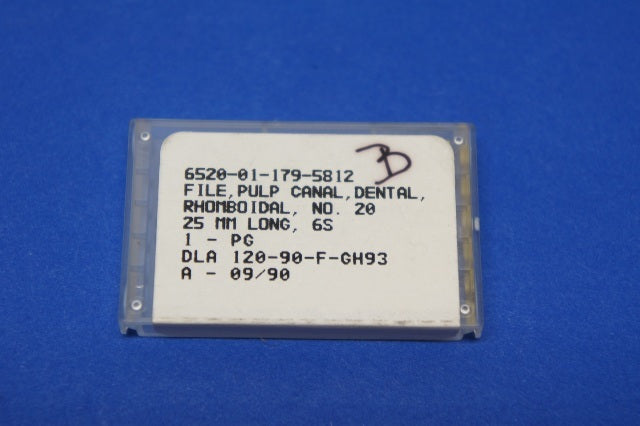 B
6520-01-179-5812
FILE,PULP CANAL,DENTAL,
RHOMBOIDAL, NO. 20
25 MM LONG, 6S
1 - PG
DLA 120-90-F-GH93
A - 09/90